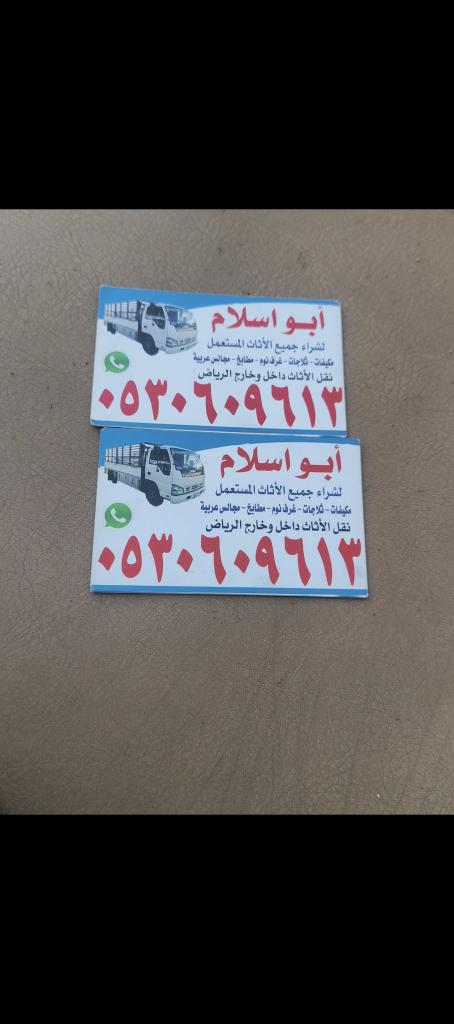 أبو اسلام
لشراء جميع الأثاث المستعمل
مكيفات - ثلاجات - غرف نوم - مطابخ - مجالس عربية
نقل الأثاث داخل وخارج الرياض
٠٥٣٠٦٠٩٦١٣
أبو اسلام
لشراء جميع الأثاث المستعمل
مكيفات - ثلاجات - غرف نوم - مطابخ - مجالس عربية
نقل الأثاث داخل وخارج الرياض
٠٥٣٠٦٠٩٦١٣